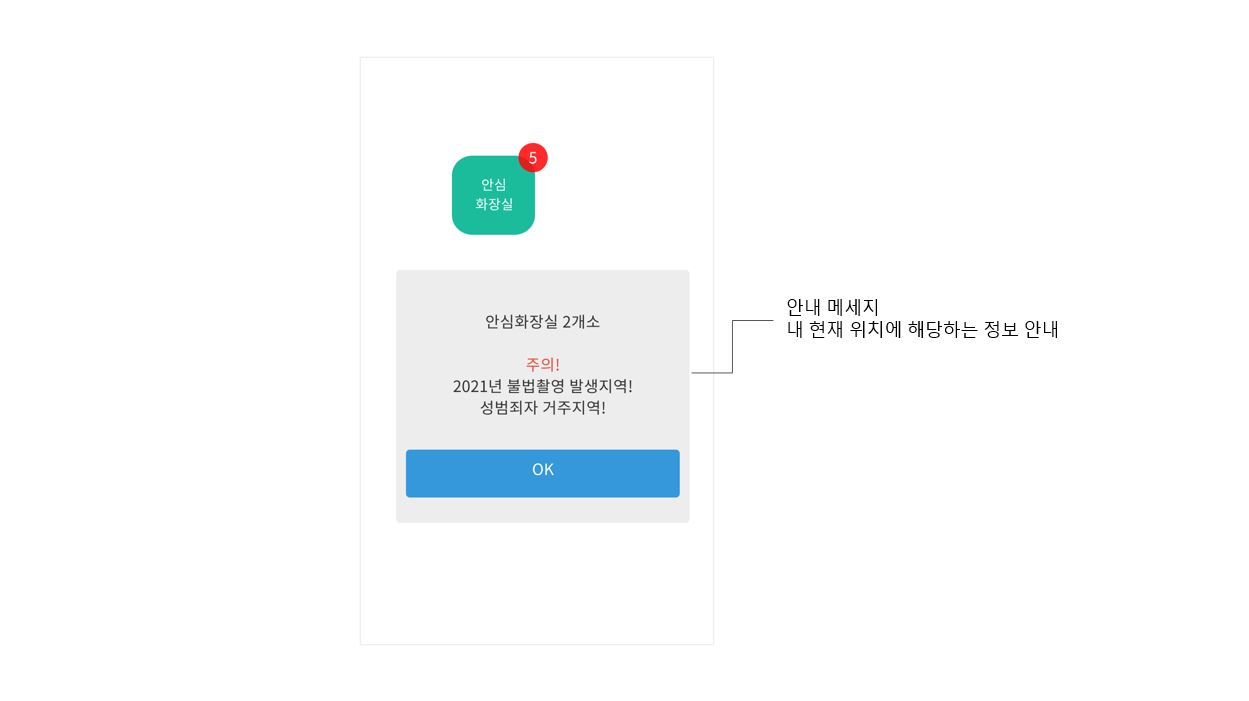 5
안심
화장실
안심화장실 2개소
주의!
2021년 불법촬영 발생지역!
성범죄자 거주지역!
OK
안내 메세지
내 현재 위치에 해당하는 정보 안내